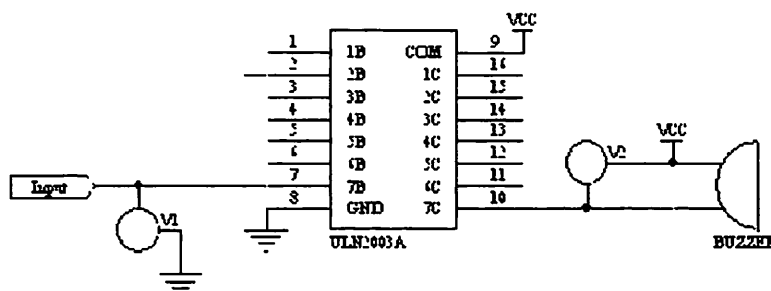 VCC
1 1B COM 9
2 2B 1C 16
3 3B 2C 15
4 4B 3C 14
5 5B 4C 13
6 6B 5C 12
7 7B 6C 11
8 GND 7C 10
ULN2003A
Input
V1
V2
VCC
BUZZER